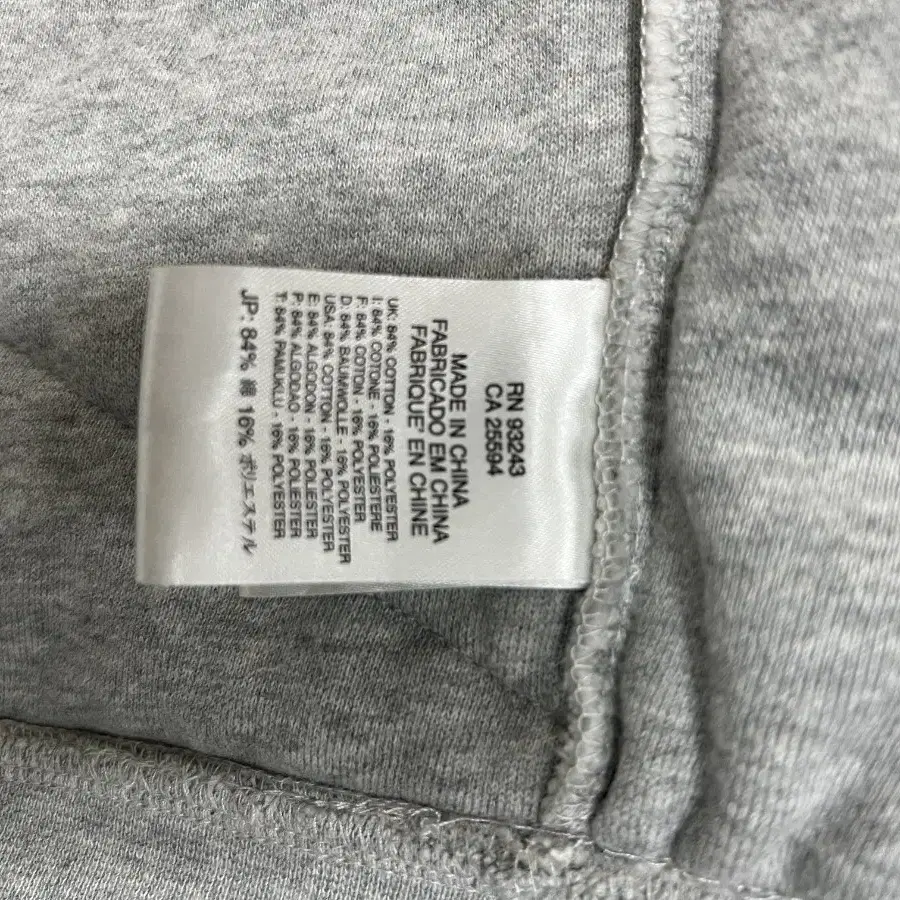 RN 93243
CA 25594
MADE IN CHINA
FABRICADO EM CHINA
FABRIQUE' EN CHINE
UK: 84% COTTON - 16% POLYESTER
I: 84% COTONE - 16% POLIESTERE
F: 84% COTON - 16% POLYESTER
D: 84% BAUMWOLLE - 16% POLYESTER
USA: 84% COTTON - 16% POLYESTER
E: 84% ALGODON - 16% POLIESTER
P: 84% ALGODAO - 16% POLIESTER
T: 84% PAMUKLU - 16% POLYESTER
JP: 84% 綿 16% ポリエステル